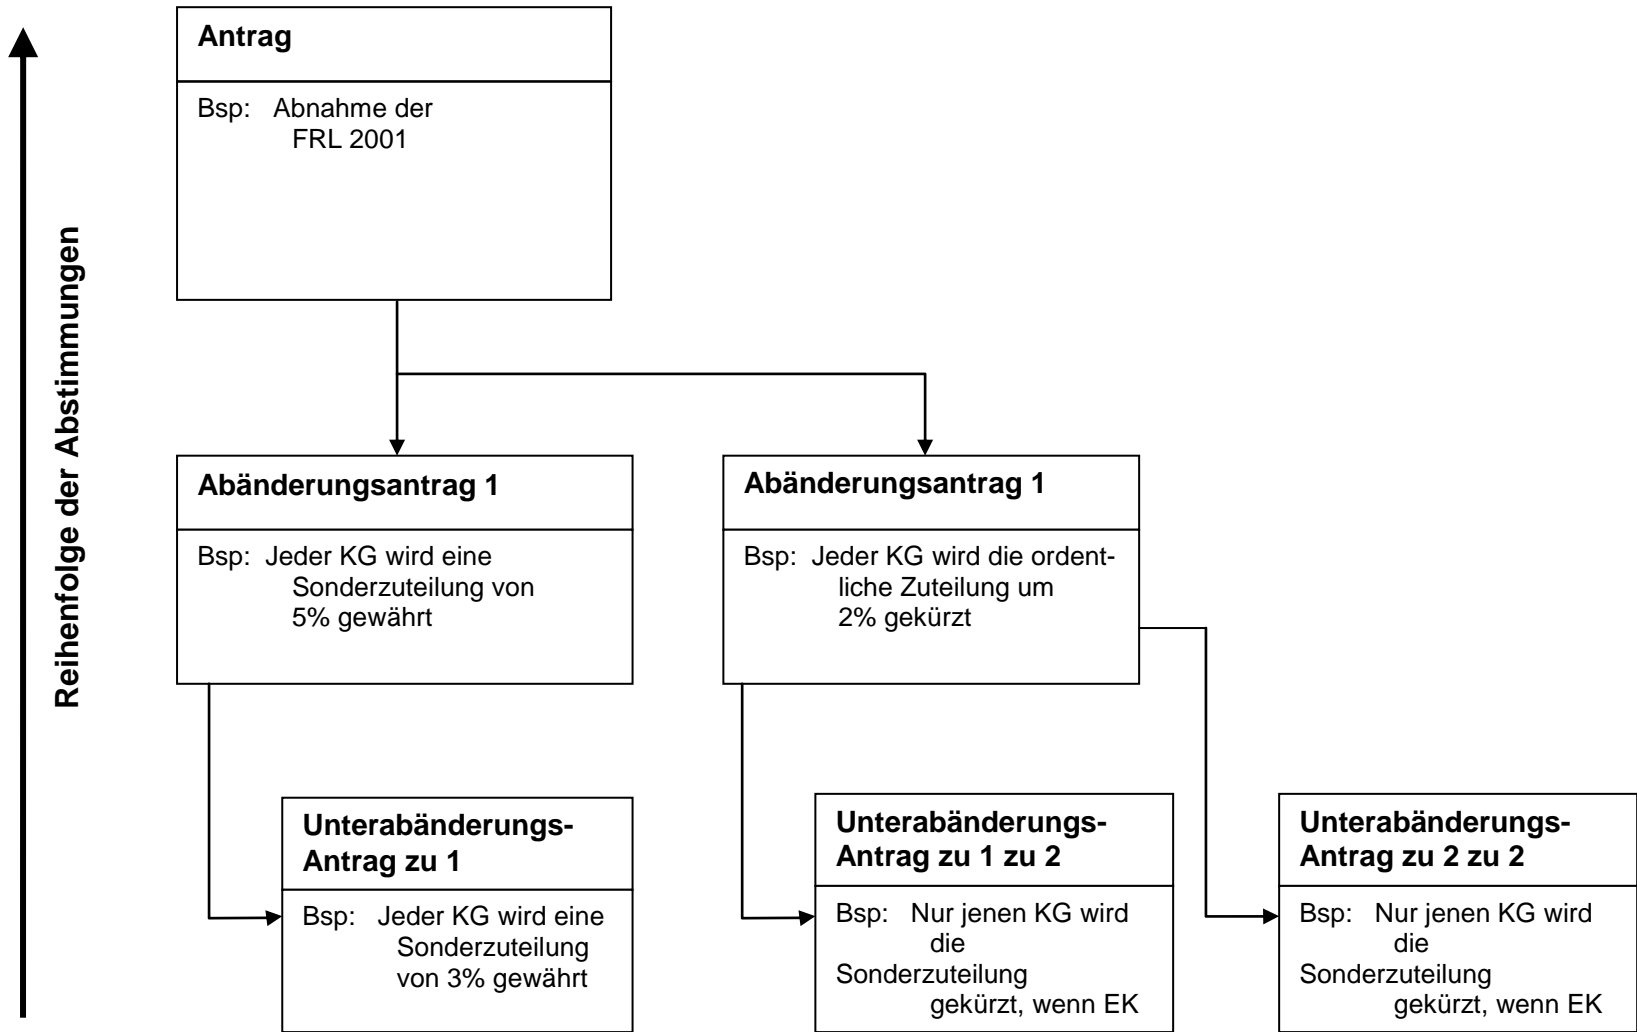 Reihenfolge der Abstimmungen
Antrag
Bsp: Abnahme der
FRL 2001
Abänderungsantrag 1
Bsp: Jeder KG wird eine
Sonderzuteilung von
5% gewährt
Abänderungsantrag 1
Bsp: Jeder KG wird die ordent-
liche Zuteilung um
2% gekürzt
Unterabänderungs-
Antrag zu 1
Bsp: Jeder KG wird eine
Sonderzuteilung
von 3% gewährt
Unterabänderungs-
Antrag zu 1 zu 2
Bsp: Nur jenen KG wird
die
Sonderzuteilung
gekürzt, wenn EK
Unterabänderungs-
Antrag zu 2 zu 2
Bsp: Nur jenen KG wird
die
Sonderzuteilung
gekürzt, wenn EK